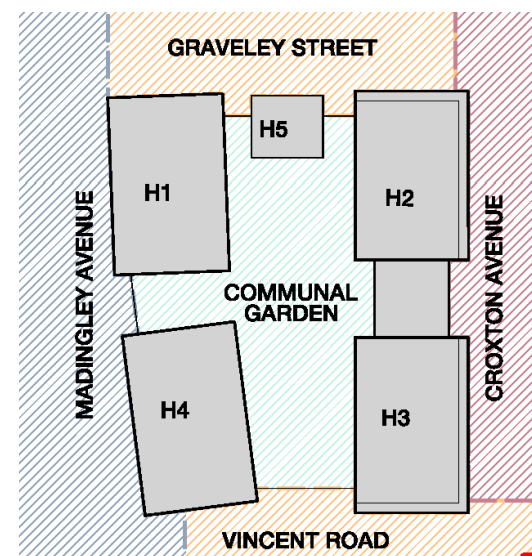 GRAVELEY STREET
H5
H1
H2
MADINGLEY AVENUE
CROXTON AVENUE
COMMUNAL
GARDEN
H4
H3
VINCENT ROAD